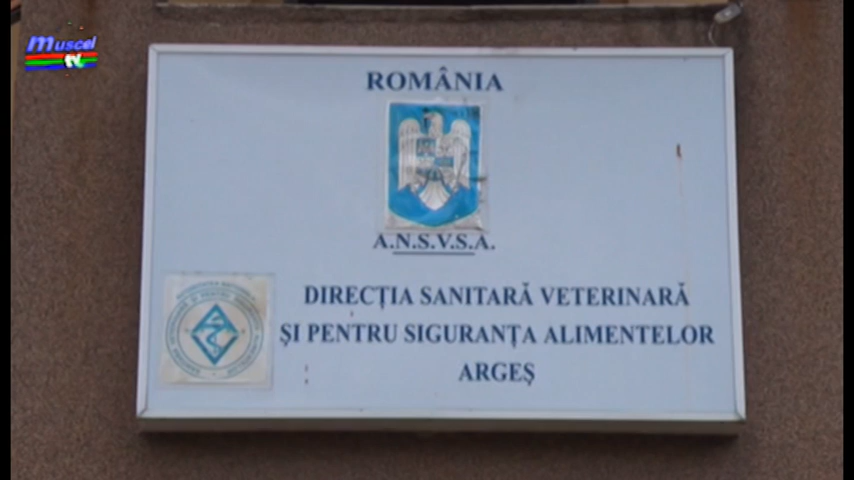 Muscel
TV
ROMÂNIA
A.N.S.V.S.A.
DIRECȚIA SANITARĂ VETERINARĂ
ȘI PENTRU SIGURANȚA ALIMENTELOR
ARGEȘ